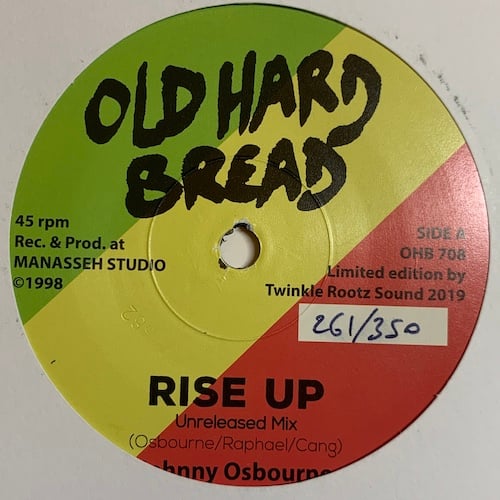 OLD HARD
BREAD
45 rpm
Rec. & Prod. at
MANASSEH STUDIO
©1998
SIDE A
OHB 708
Limited edition by
Twinkle Rootz Sound 2019
261/350
RISE UP
Unreleased Mix
(Osbourne/Raphael/Cang)
Osbourne